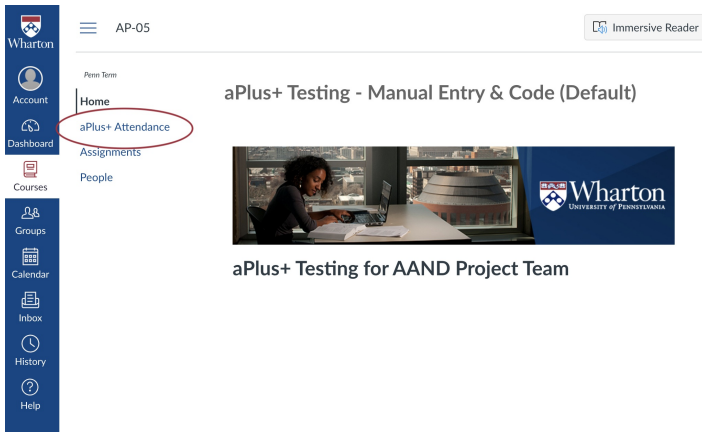 Wharton
Account
Dashboard
Courses
Groups
Calendar
Inbox
History
Help
AP-05
Immersive Reader
Penn Term
Home
aPlus+ Attendance
Assignments
People
aPlus+ Testing - Manual Entry & Code (Default)
Wharton
UNIVERSITY of PENNSYLVANIA
aPlus+ Testing for AAND Project Team